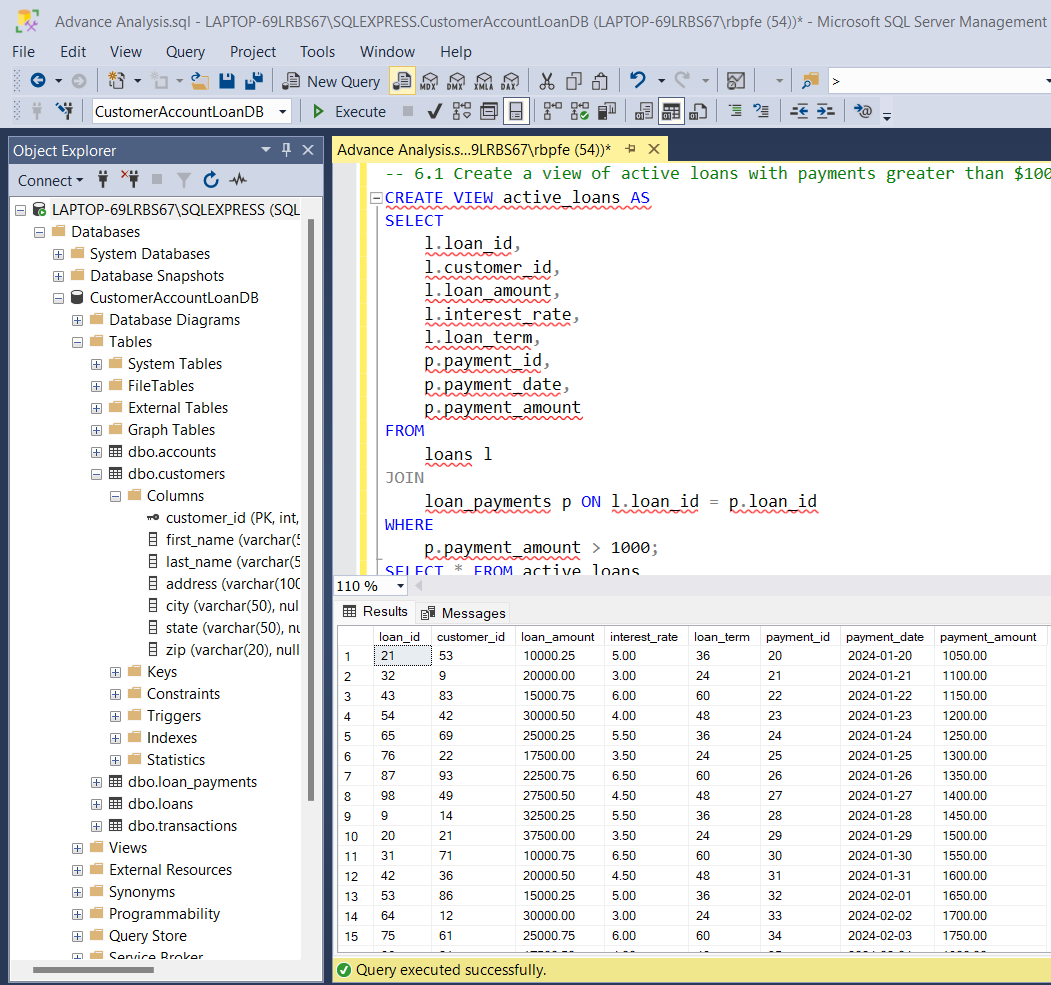 Advance Analysis.sql - LAPTOP-69LRBS67\SQLEXPRESS.CustomerAccountLoanDB (LAPTOP-69LRBS67\rbpfe (54))* - Microsoft SQL Server Management
File Edit View Query Project Tools Window Help
New Query MDX DMX XMLA DAX >
CustomerAccountLoanDB Execute
Object Explorer
Connect
LAPTOP-69LRBS67\SQLEXPRESS (SQL
Databases
System Databases
Database Snapshots
CustomerAccountLoanDB
Database Diagrams
Tables
System Tables
FileTables
External Tables
Graph Tables
dbo.accounts
dbo.customers
Columns
customer_id (PK, int,
first_name (varchar(5
last_name (varchar(5
address (varchar(100
city (varchar(50), nul
state (varchar(50), nu
zip (varchar(20), null
Keys
Constraints
Triggers
Indexes
Statistics
dbo.loan_payments
dbo.loans
dbo.transactions
Views
External Resources
Synonyms
Programmability
Query Store
Service Broker
Advance Analysis.s...9LRBS67\rbpfe (54))*
-- 6.1 Create a view of active loans with payments greater than $100
CREATE VIEW active_loans AS
SELECT
l.loan_id,
l.customer_id,
l.loan_amount,
l.interest_rate,
l.loan_term,
p.payment_id,
p.payment_date,
p.payment_amount
FROM
loans l
JOIN
loan_payments p ON l.loan_id = p.loan_id
WHERE
p.payment_amount > 1000;
SELECT * FROM active_loans
110 %
Results Messages
loan_id customer_id loan_amount interest_rate loan_term payment_id payment_date payment_amount
1 21 53 10000.25 5.00 36 20 2024-01-20 1050.00
2 32 9 20000.00 3.00 24 21 2024-01-21 1100.00
3 43 83 15000.75 6.00 60 22 2024-01-22 1150.00
4 54 42 30000.50 4.00 48 23 2024-01-23 1200.00
5 65 69 25000.25 5.50 36 24 2024-01-24 1250.00
6 76 22 17500.00 3.50 24 25 2024-01-25 1300.00
7 87 93 22500.75 6.50 60 26 2024-01-26 1350.00
8 98 49 27500.50 4.50 48 27 2024-01-27 1400.00
9 9 14 32500.25 5.50 36 28 2024-01-28 1450.00
10 20 21 37500.00 3.50 24 29 2024-01-29 1500.00
11 31 71 10000.75 6.50 60 30 2024-01-30 1550.00
12 42 36 20000.50 4.50 48 31 2024-01-31 1600.00
13 53 86 15000.25 5.00 36 32 2024-02-01 1650.00
14 64 12 30000.00 3.00 24 33 2024-02-02 1700.00
15 75 61 25000.75 6.00 60 34 2024-02-03 1750.00
Query executed successfully.